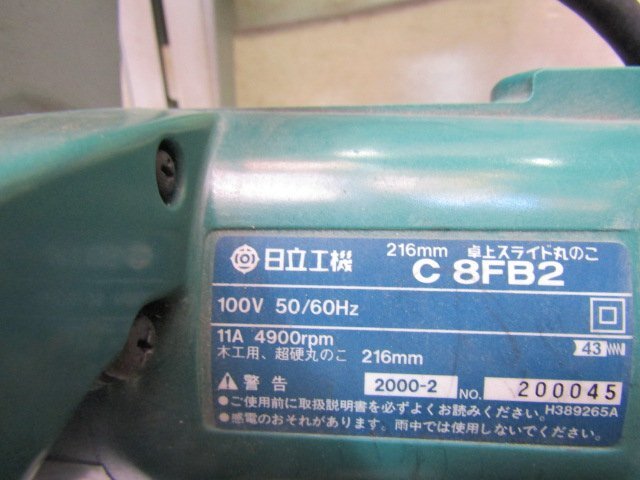 日立工機 216mm 卓上スライド丸のこ
C 8FB2
100V 50/60Hz
11A 4900rpm
43
木工用、超硬丸のこ 216mm
警告 2000-2 NO. 200045
●ご使用前に取扱説明書を必ずよくお読みください。 H389265A
●感電のおそれがあります。雨中では使用しないでください。